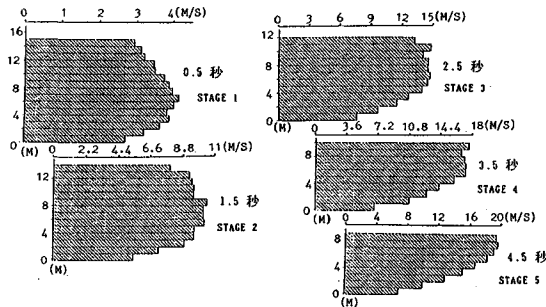 0 1 2 3 4 (M/S)
16
12
8
4
0
(M)
0.5 秒
STAGE 1
0 2.2 4.4 6.6 8.8 11(M/S)
12
8
4
0
(M)
1.5 秒
STAGE 2
0 3 6 9 12 15(M/S)
12
8
4
0
(M)
2.5 秒
STAGE 3
0 3.6 7.2 10.8 14.4 18(M/S)
8
4
0
(M)
3.5 秒
STAGE 4
0 4 8 12 16 20(M/S)
8
4
0
(M)
4.5 秒
STAGE 5